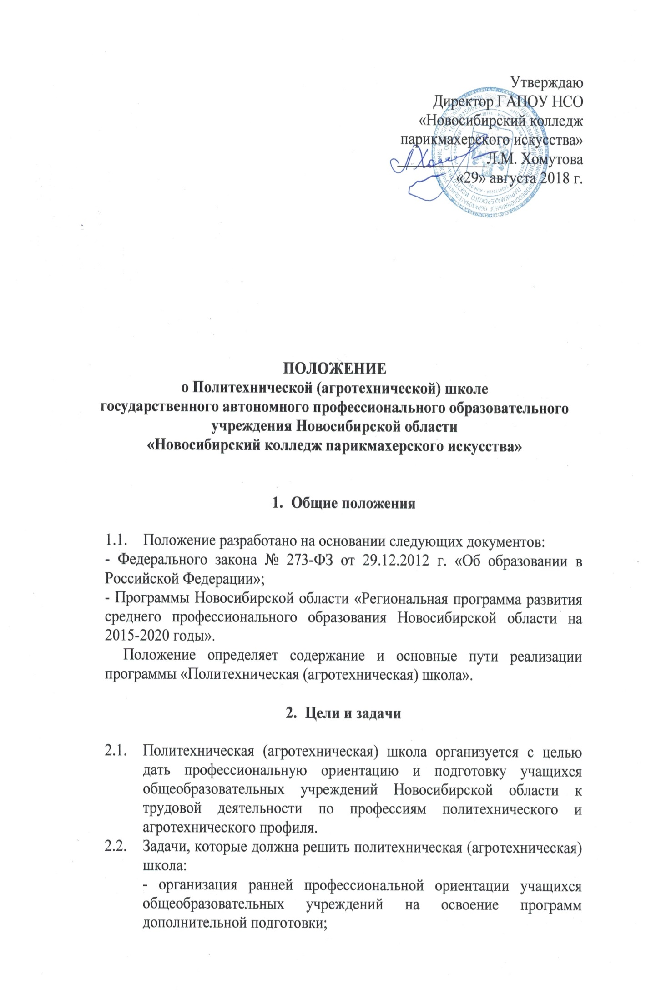 Утверждаю
Директор ГАПОУ НСО
«Новосибирский колледж
парикмахерского искусства»
Л.М. Хомутова
«29» августа 2018 г.
ПОЛОЖЕНИЕ
о Политехнической (агротехнической) школе
государственного автономного профессионального образовательного
учреждения Новосибирской области
«Новосибирский колледж парикмахерского искусства»
1. Общие положения
1.1. Положение разработано на основании следующих документов:
- Федерального закона № 273-ФЗ от 29.12.2012 г. «Об образовании в
Российской Федерации»;
- Программы Новосибирской области «Региональная программа развития
среднего профессионального образования Новосибирской области на
2015-2020 годы».
Положение определяет содержание и основные пути реализации
программы «Политехническая (агротехническая) школа».
2. Цели и задачи
2.1. Политехническая (агротехническая) школа организуется с целью
дать профессиональную ориентацию и подготовку учащихся
общеобразовательных учреждений Новосибирской области к
трудовой деятельности по профессиям политехнического и
агротехнического профиля.
2.2. Задачи, которые должна решить политехническая (агротехническая)
школа:
- организация ранней профессиональной ориентации учащихся
общеобразовательных учреждений на освоение программ
дополнительной подготовки;